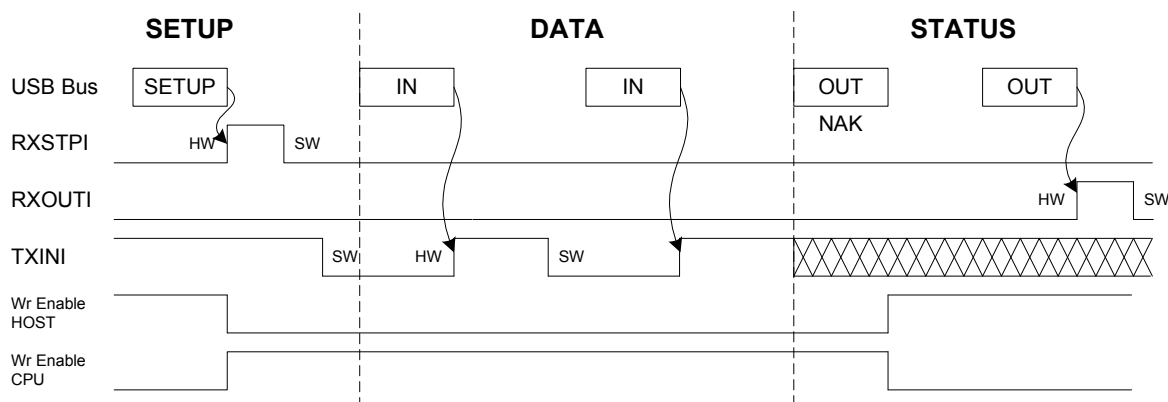 SETUP DATA STATUS
USB Bus SETUP IN IN OUT OUT
NAK
RXSTPI HW SW
RXOUTI HW SW
TXINI SW HW SW
Wr Enable
HOST
Wr Enable
CPU